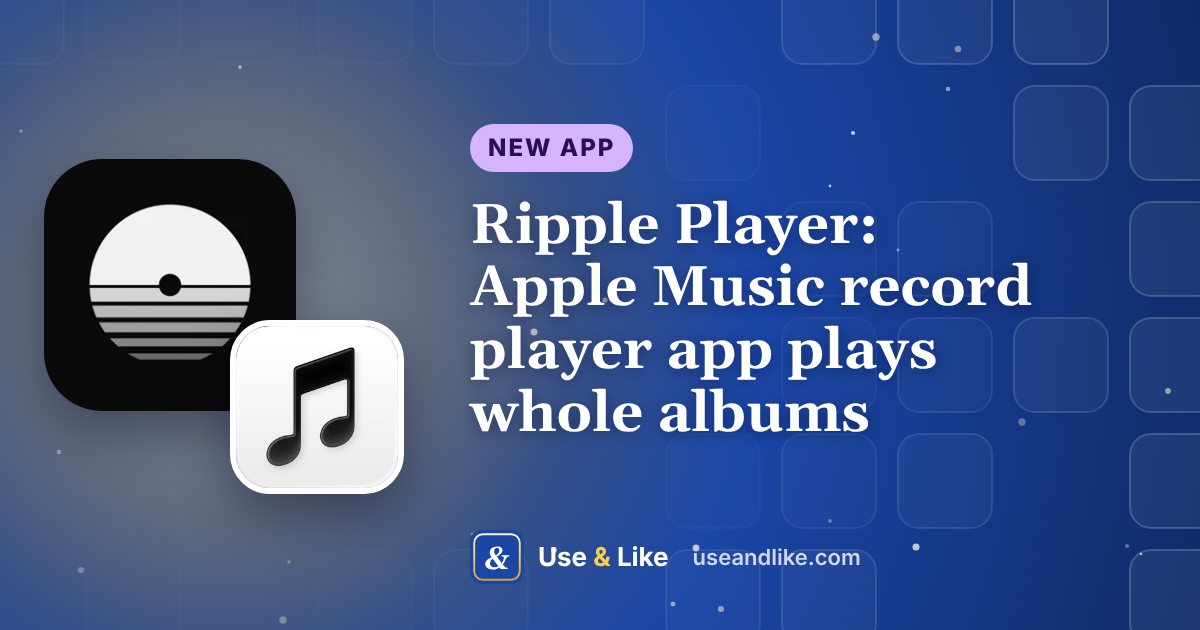 NEW APP
Ripple Player:
Apple Music record
player app plays
whole albums
& Use & Like useandlike.com